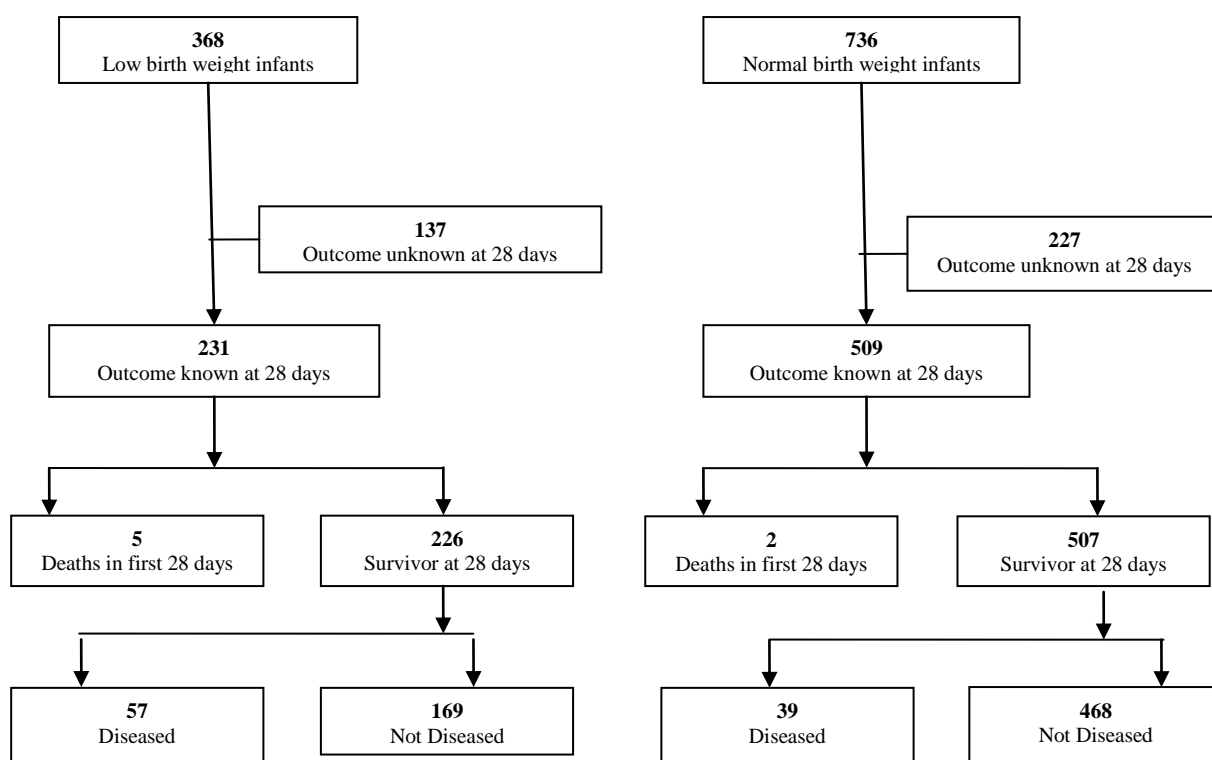 368
Low birth weight infants
736
Normal birth weight infants
137
Outcome unknown at 28 days
227
Outcome unknown at 28 days
231
Outcome known at 28 days
509
Outcome known at 28 days
5
Deaths in first 28 days
226
Survivor at 28 days
2
Deaths in first 28 days
507
Survivor at 28 days
57
Diseased
169
Not Diseased
39
Diseased
468
Not Diseased